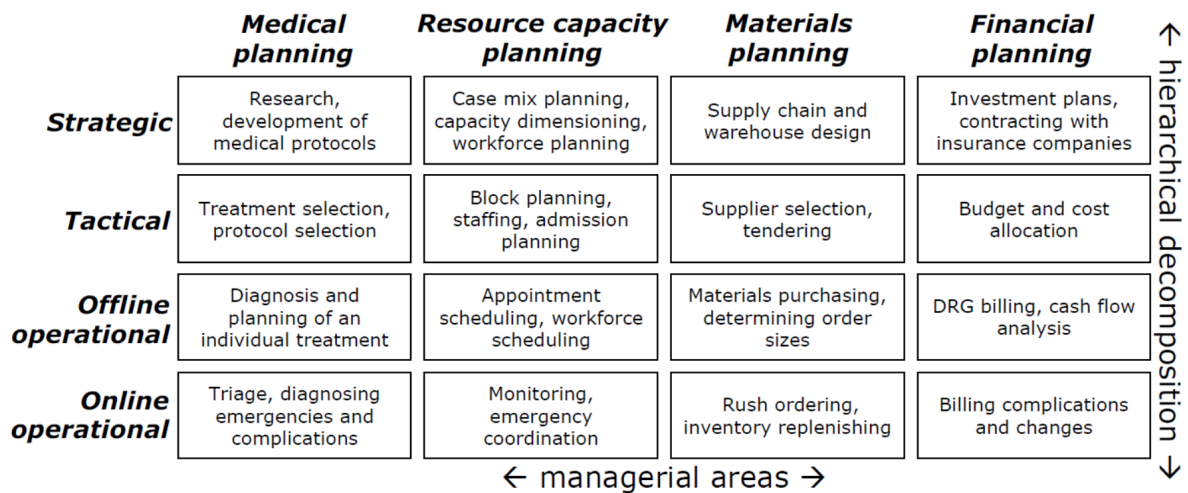 Medical
planning
Resource capacity
planning
Materials
planning
Financial
planning
Strategic
Research,
development of
medical protocols
Case mix planning,
capacity dimensioning,
workforce planning
Supply chain and
warehouse design
Investment plans,
contracting with
insurance companies
Tactical
Treatment selection,
protocol selection
Block planning,
staffing, admission
planning
Supplier selection,
tendering
Budget and cost
allocation
Offline
operational
Diagnosis and
planning of an
individual treatment
Appointment
scheduling, workforce
scheduling
Materials purchasing,
determining order
sizes
DRG billing, cash flow
analysis
Online
operational
Triage, diagnosing
emergencies and
complications
Monitoring,
emergency
coordination
Rush ordering,
inventory replenishing
Billing complications
and changes
← managerial areas →
← hierarchical decomposition →